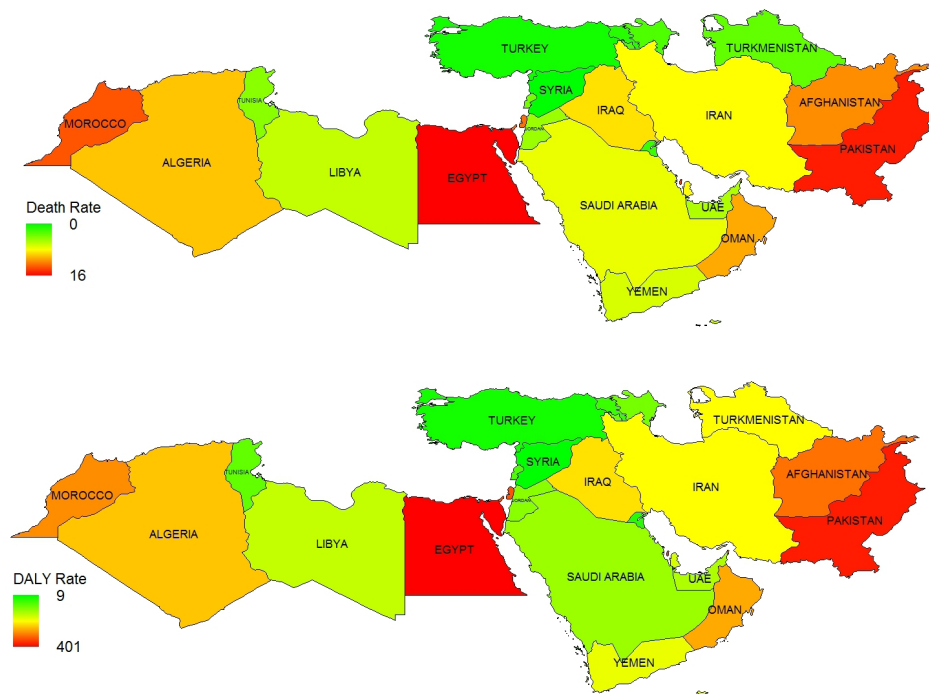 TURKEY
TURKMENISTAN
SYRIA
AFGHANISTAN
TUNISIA
IRAQ
IRAN
MOROCCO
JORDAN
PAKISTAN
ALGERIA
LIBYA
EGYPT
SAUDI ARABIA
UAE
Death Rate
0
16
OMAN
YEMEN
TURKEY
TURKMENISTAN
SYRIA
TUNISIA
AFGHANISTAN
IRAQ
IRAN
MOROCCO
JORDAN
PAKISTAN
ALGERIA
LIBYA
EGYPT
SAUDI ARABIA
UAE
DALY Rate
9
401
OMAN
YEMEN